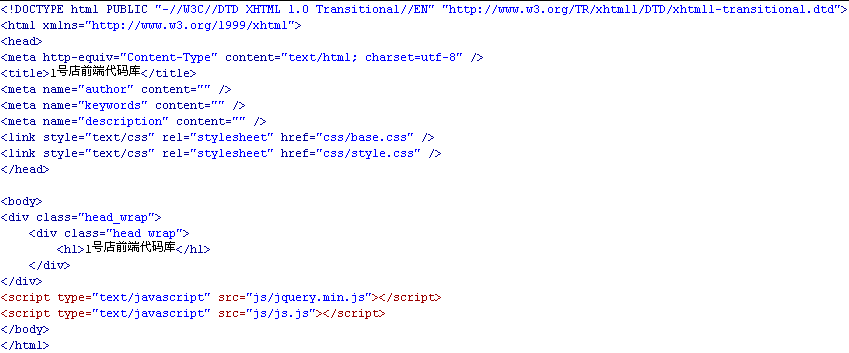 <!DOCTYPE html PUBLIC "-//W3C//DTD XHTML 1.0 Transitional//EN" "http://www.w3.org/TR/xhtml1/DTD/xhtml1-transitional.dtd">
<html xmlns="http://www.w3.org/1999/xhtml">
<head>
<meta http-equiv="Content-Type" content="text/html; charset=utf-8" />
<title>1号店前端代码库</title>
<meta name="author" content="" />
<meta name="keywords" content="" />
<meta name="description" content="" />
<link style="text/css" rel="stylesheet" href="css/base.css" />
<link style="text/css" rel="stylesheet" href="css/style.css" />
</head>
<body>
<div class="head_wrap">
<div class="head wrap">
<h1>1号店前端代码库</h1>
</div>
</div>
<script type="text/javascript" src="js/jquery.min.js"></script>
<script type="text/javascript" src="js/js.js"></script>
</body>
</html>